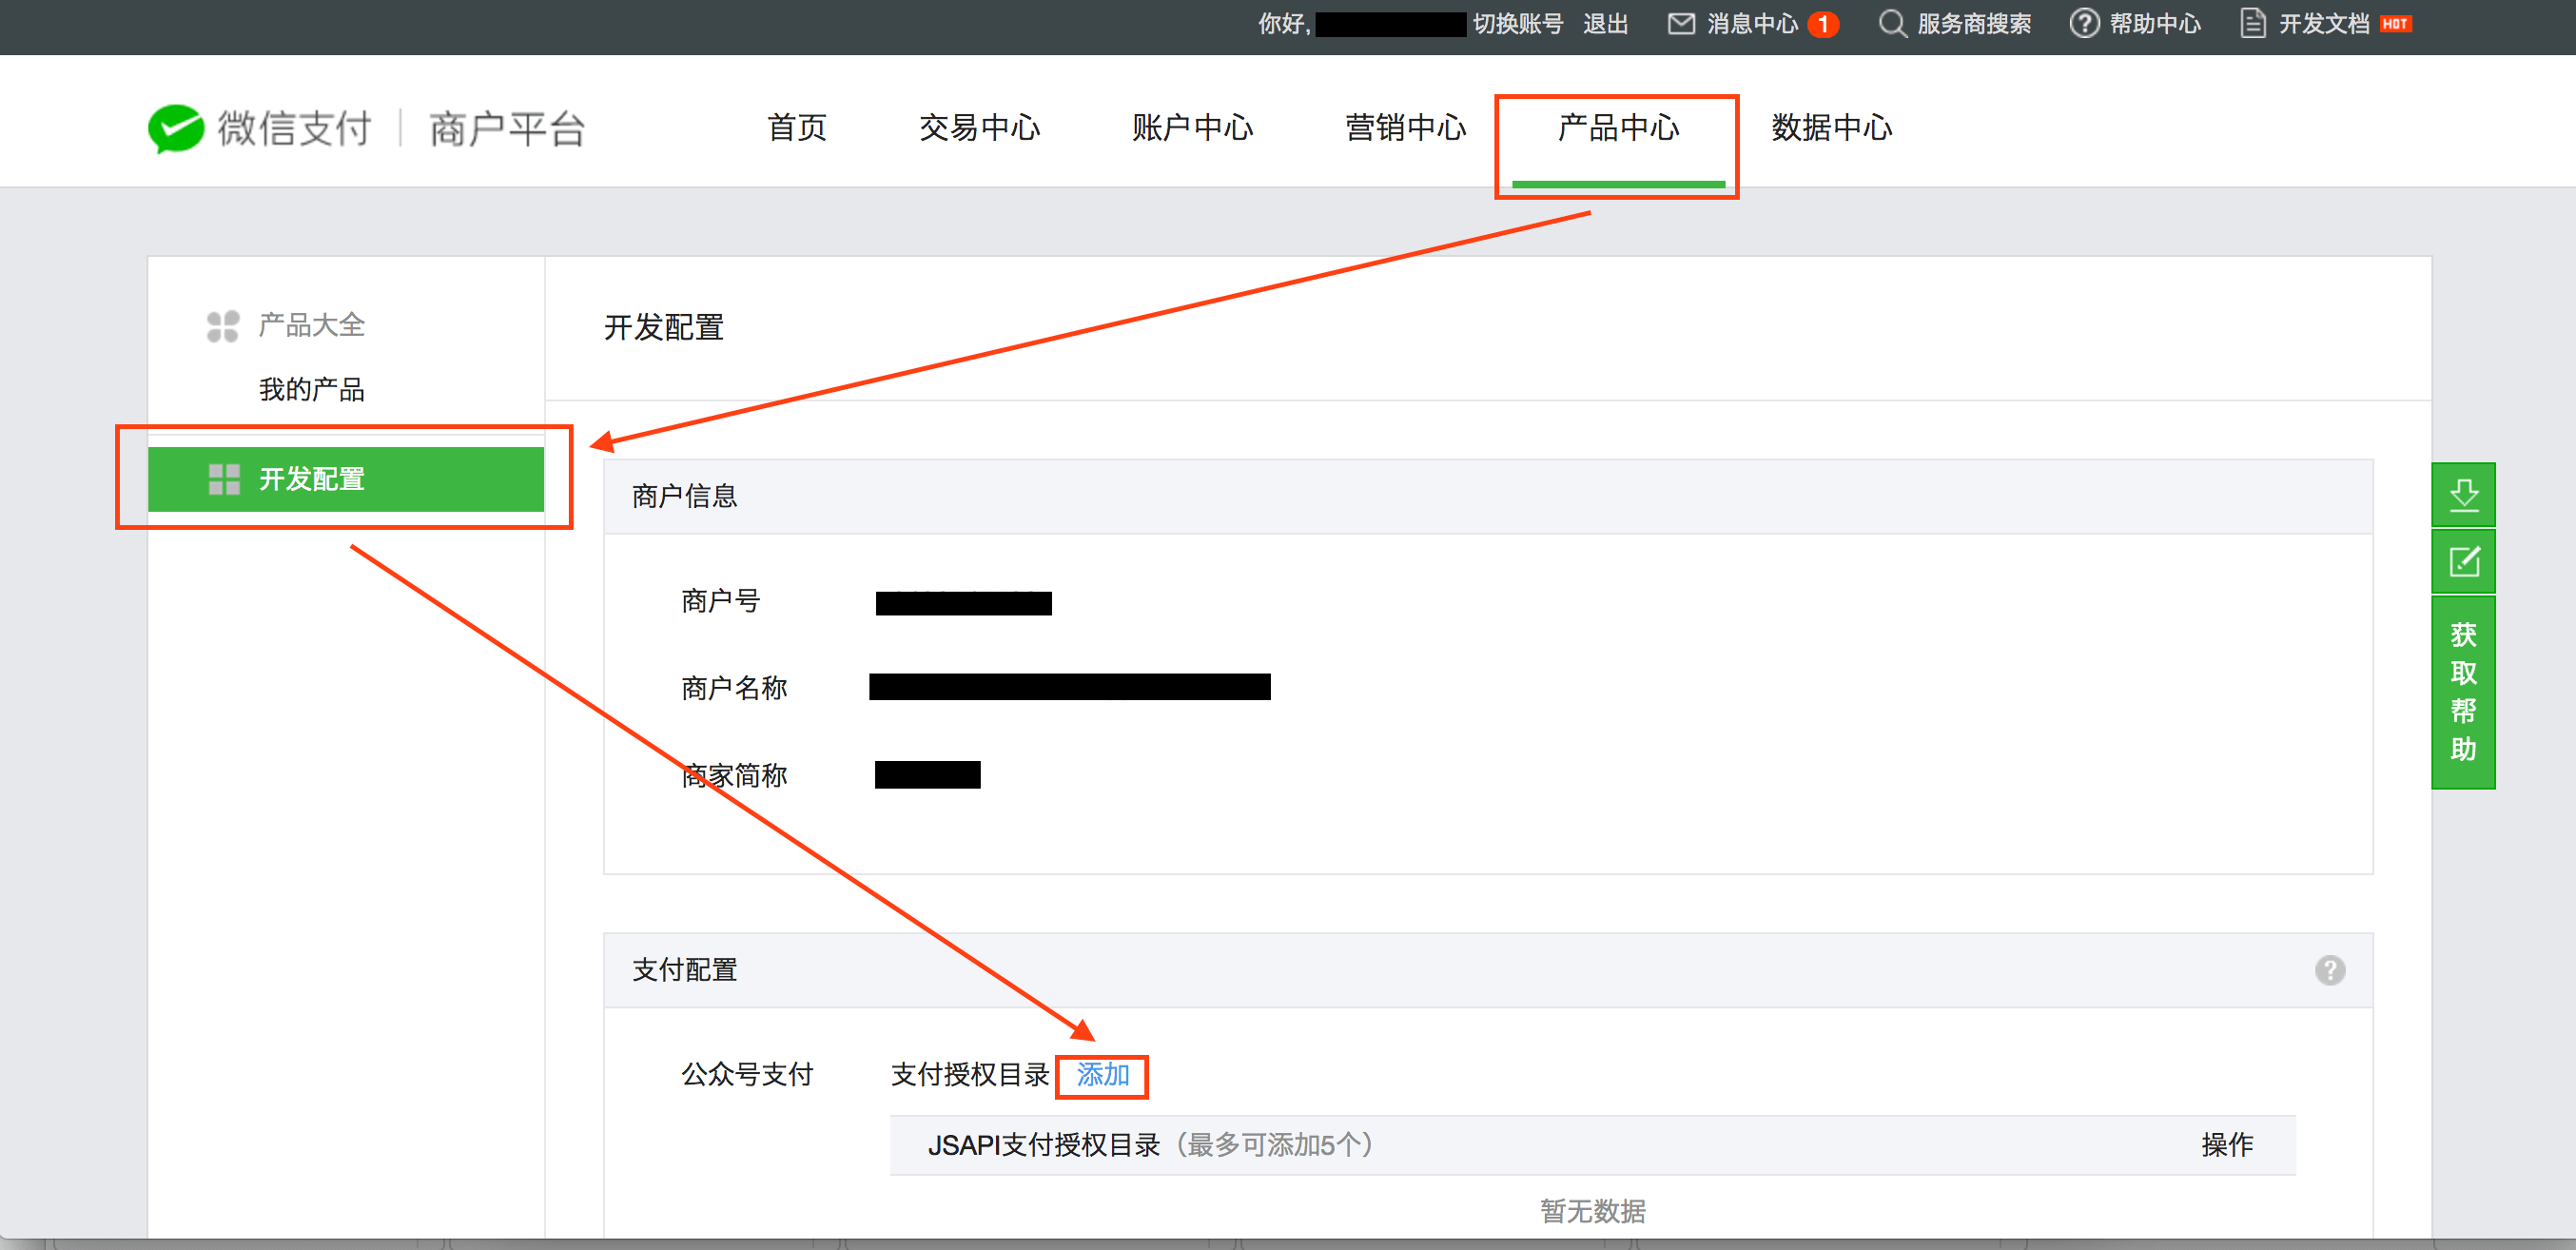 你好, 切换账号 退出 消息中心 1 服务商搜索 帮助中心 开发文档 HOT
微信支付 商户平台 首页 交易中心 账户中心 营销中心 产品中心 数据中心
产品大全
我的产品
开发配置
开发配置
商户信息
商户号
商户名称
商家简称
支付配置
公众号支付 支付授权目录 添加
JSAPI支付授权目录（最多可添加5个） 操作
暂无数据
获取帮助